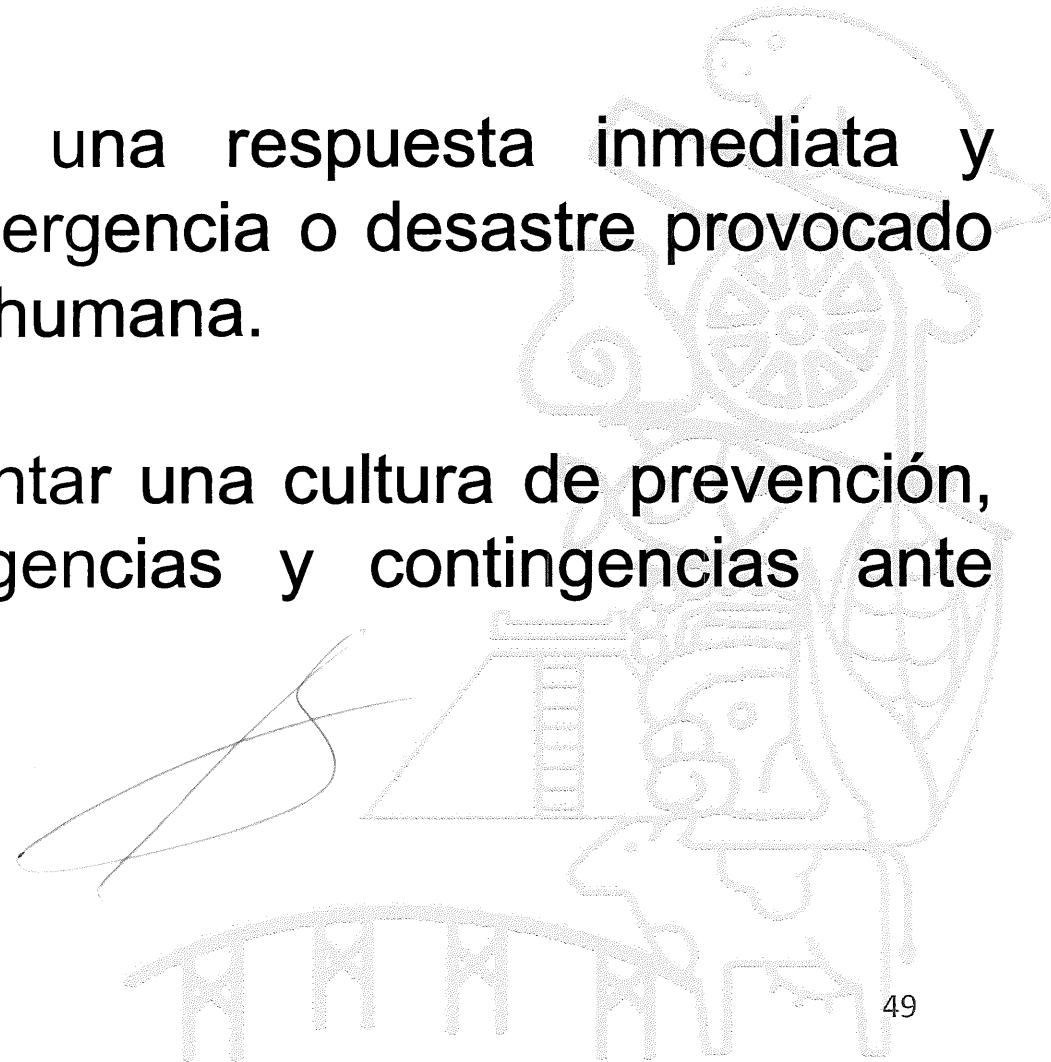 una respuesta inmediata y
ergencia o desastre provocado
humana.
ntar una cultura de prevención,
gencias y contingencias ante
49